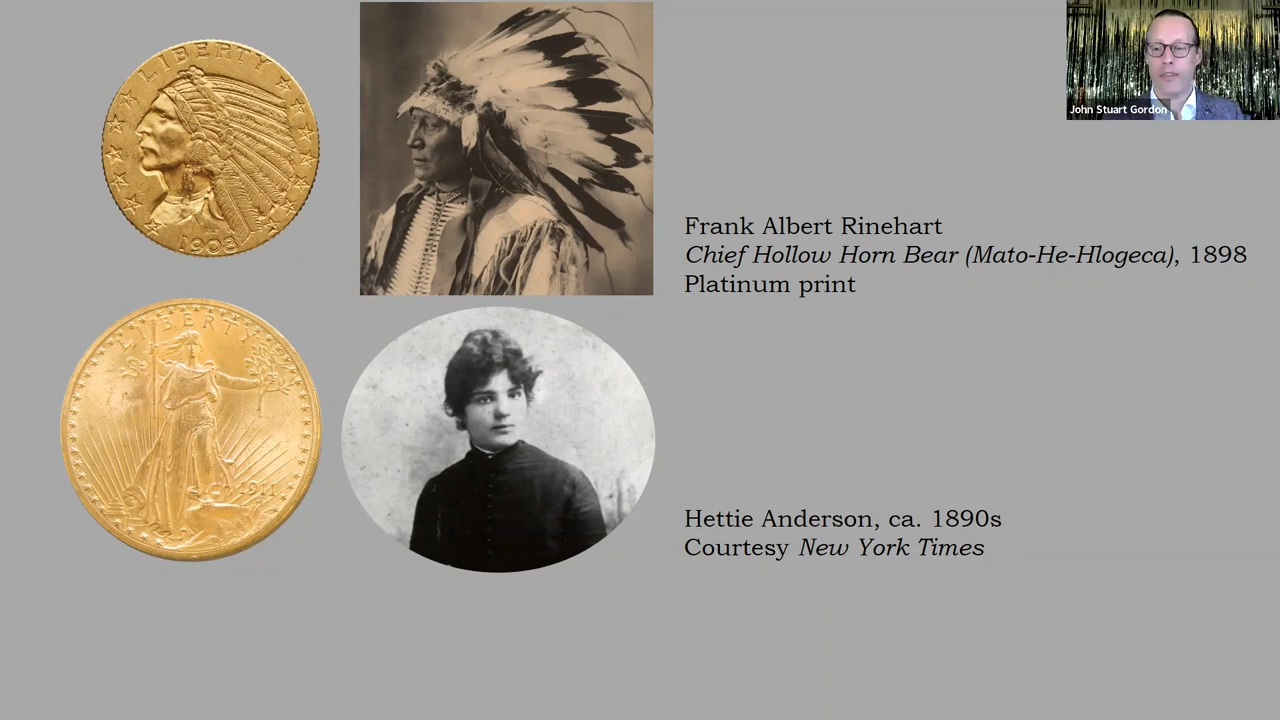 LIBERTY
1908
John Stuart Gordon
Frank Albert Rinehart
Chief Hollow Horn Bear (Mato-He-Hlogeca), 1898
Platinum print
LIBERTY
1911
Hettie Anderson, ca. 1890s
Courtesy New York Times